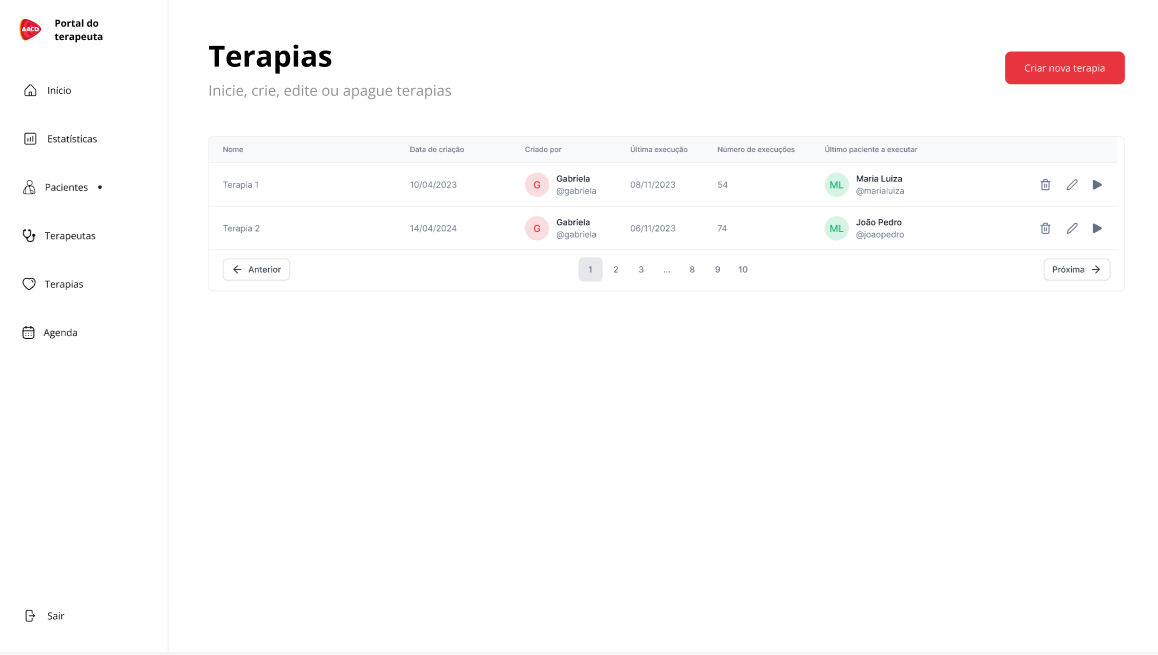 AACD
Portal do
terapeuta
Início
Estatísticas
Pacientes •
Terapeutas
Terapias
Agenda
Sair
Terapias
Inicie, crie, edite ou apague terapias
Criar nova terapia
Nome Data de criação Criado por Última execução Número de execuções Último paciente a executar
Terapia 1 10/04/2023 G Gabriela @gabriela 08/11/2023 54 ML Maria Luiza @marialuiza
Terapia 2 14/04/2024 G Gabriela @gabriela 06/11/2023 74 ML João Pedro @joaopedro
← Anterior 1 2 3 ... 8 9 10 Próxima →